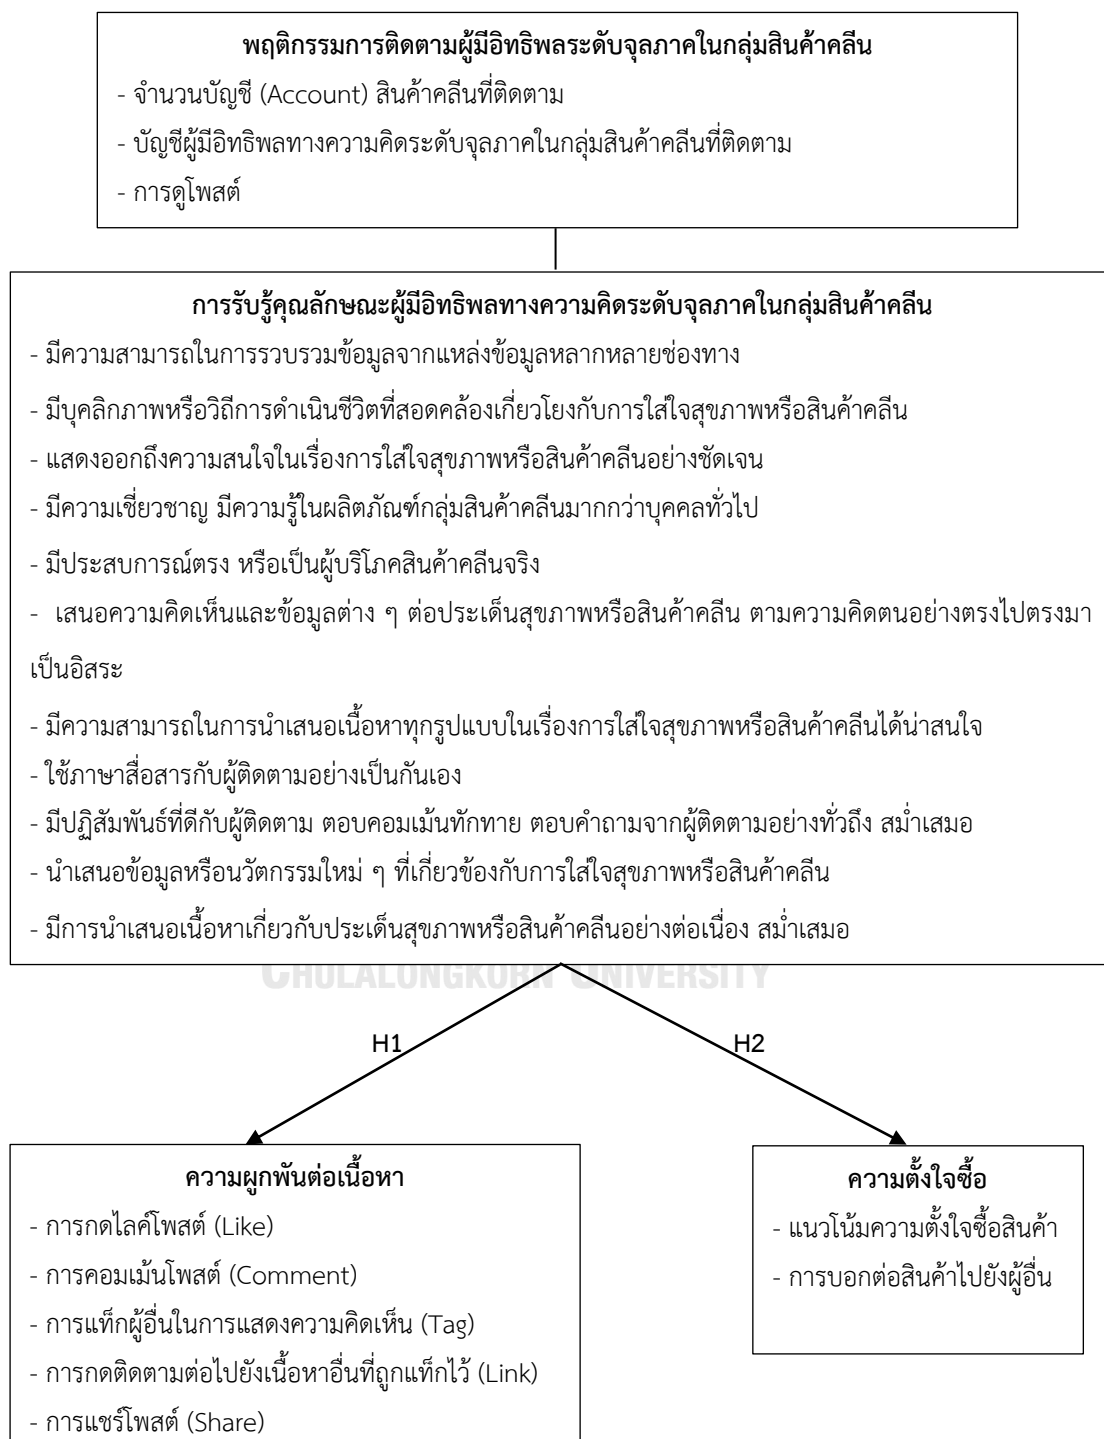 พฤติกรรมการติดตามผู้มีอิทธิพลระดับจุลภาคในกลุ่มสินค้าคลีน
- จำนวนบัญชี (Account) สินค้าคลีนที่ติดตาม
- บัญชีผู้มีอิทธิพลทางความคิดระดับจุลภาคในกลุ่มสินค้าคลีนที่ติดตาม
- การดูโพสต์
การรับรู้คุณลักษณะผู้มีอิทธิพลทางความคิดระดับจุลภาคในกลุ่มสินค้าคลีน
- มีความสามารถในการรวบรวมข้อมูลจากแหล่งข้อมูลหลากหลายช่องทาง
- มีบุคลิกภาพหรือวิถีการดำเนินชีวิตที่สอดคล้องเกี่ยวโยงกับการใส่ใจสุขภาพหรือสินค้าคลีน
- แสดงออกถึงความสนใจในเรื่องการใส่ใจสุขภาพหรือสินค้าคลีนอย่างชัดเจน
- มีความเชี่ยวชาญ มีความรู้ในผลิตภัณฑ์กลุ่มสินค้าคลีนมากกว่าบุคคลทั่วไป
- มีประสบการณ์ตรง หรือเป็นผู้บริโภคสินค้าคลีนจริง
- เสนอความคิดเห็นและข้อมูลต่าง ๆ ต่อประเด็นสุขภาพหรือสินค้าคลีน ตามความคิดตนอย่างตรงไปตรงมา
เป็นอิสระ
- มีความสามารถในการนำเสนอเนื้อหาทุกรูปแบบในเรื่องการใส่ใจสุขภาพหรือสินค้าคลีนได้น่าสนใจ
- ใช้ภาษาสื่อสารกับผู้ติดตามอย่างเป็นกันเอง
- มีปฏิสัมพันธ์ที่ดีกับผู้ติดตาม ตอบคอมเม้นทักทาย ตอบคำถามจากผู้ติดตามอย่างทั่วถึง สม่ำเสมอ
- นำเสนอข้อมูลหรือนวัตกรรมใหม่ ๆ ที่เกี่ยวข้องกับการใส่ใจสุขภาพหรือสินค้าคลีน
- มีการนำเสนอเนื้อหาเกี่ยวกับประเด็นสุขภาพหรือสินค้าคลีนอย่างต่อเนื่อง สม่ำเสมอ
CHULALONGKORN UNIVERSITY
H1 H2
ความผูกพันต่อเนื้อหา
- การกดไลค์โพสต์ (Like)
- การคอมเม้นโพสต์ (Comment)
- การแท็กผู้อื่นในการแสดงความคิดเห็น (Tag)
- การกดติดตามต่อไปยังเนื้อหาอื่นที่ถูกแท็กไว้ (Link)
- การแชร์โพสต์ (Share)
ความตั้งใจซื้อ
- แนวโน้มความตั้งใจซื้อสินค้า
- การบอกต่อสินค้าไปยังผู้อื่น